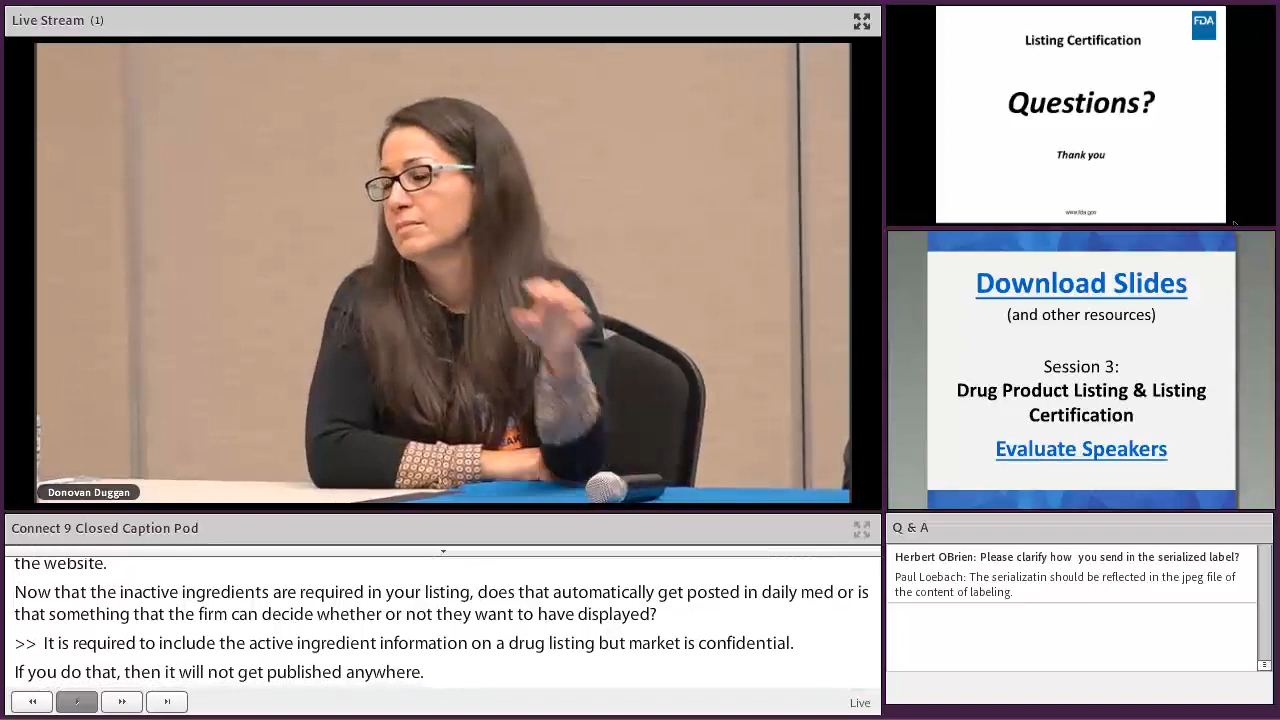 Live Stream (1)
Donovan Duggan
FDA
Listing Certification
Questions?
Thank you
www.fda.gov
Download Slides
(and other resources)
Session 3:
Drug Product Listing & Listing
Certification
Evaluate Speakers
Connect 9 Closed Caption Pod
the website.
Now that the inactive ingredients are required in your listing, does that automatically get posted in daily med or is
that something that the firm can decide whether or not they want to have displayed?
>> It is required to include the active ingredient information on a drug listing but market is confidential.
If you do that, then it will not get published anywhere.
Live
Q & A
Herbert OBrien: Please clarify how you send in the serialized label?
Paul Loebach: The serializatin should be reflected in the jpeg file of
the content of labeling.